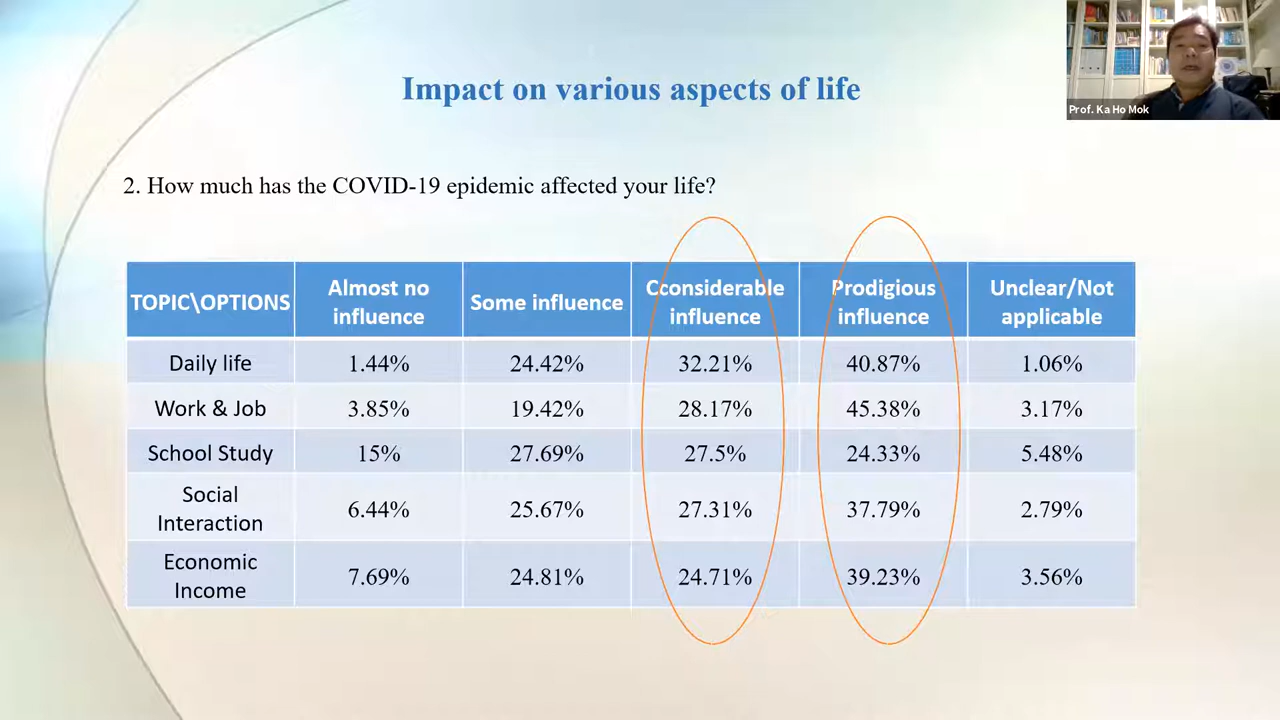 Impact on various aspects of life
Prof. Ka Ho Mok
2. How much has the COVID-19 epidemic affected your life?
TOPIC\OPTIONS
Almost no
influence
Some influence
Cconsiderable
influence
Prodigious
influence
Unclear/Not
applicable
Daily life
1.44%
24.42%
32.21%
40.87%
1.06%
Work & Job
3.85%
19.42%
28.17%
45.38%
3.17%
School Study
15%
27.69%
27.5%
24.33%
5.48%
Social
Interaction
6.44%
25.67%
27.31%
37.79%
2.79%
Economic
Income
7.69%
24.81%
24.71%
39.23%
3.56%